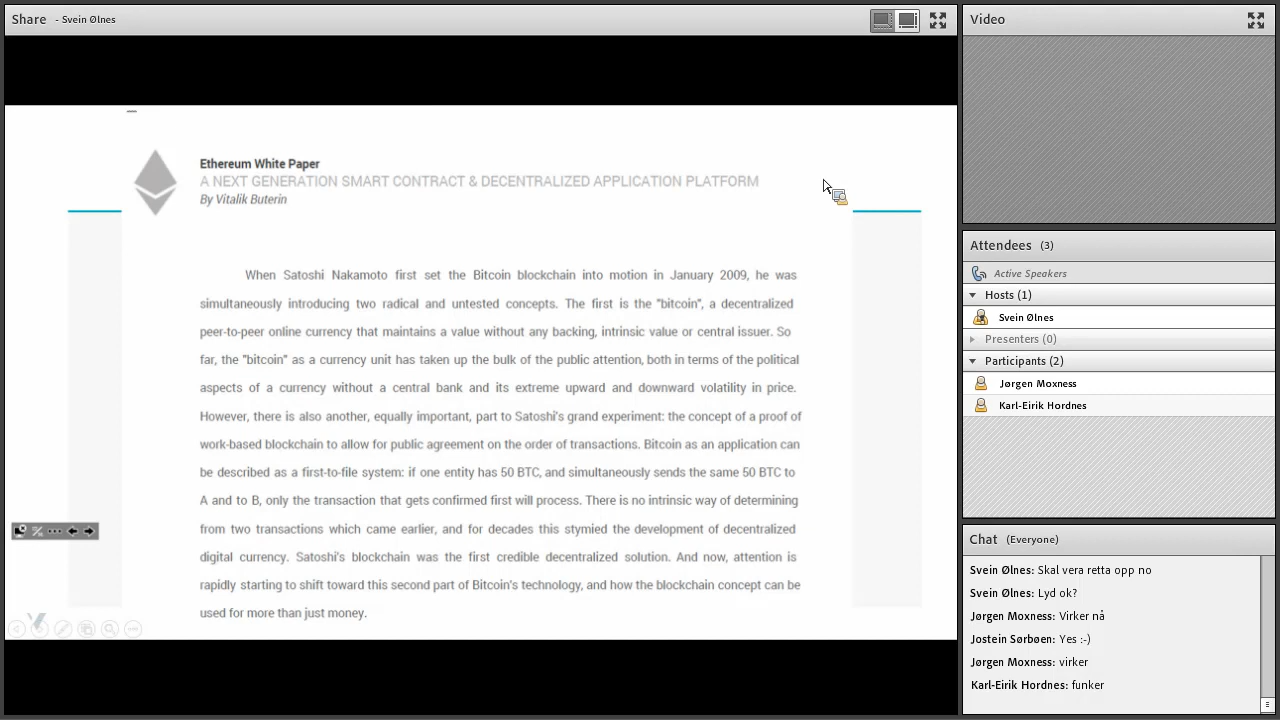 Share - Svein Ølnes
Ethereum White Paper
A NEXT GENERATION SMART CONTRACT & DECENTRALIZED APPLICATION PLATFORM
By Vitalik Buterin
When Satoshi Nakamoto first set the Bitcoin blockchain into motion in January 2009, he was
simultaneously introducing two radical and untested concepts. The first is the "bitcoin", a decentralized
peer-to-peer online currency that maintains a value without any backing, intrinsic value or central issuer. So
far, the "bitcoin" as a currency unit has taken up the bulk of the public attention, both in terms of the political
aspects of a currency without a central bank and its extreme upward and downward volatility in price.
However, there is also another, equally important, part to Satoshi's grand experiment: the concept of a proof of
work-based blockchain to allow for public agreement on the order of transactions. Bitcoin as an application can
be described as a first-to-file system: if one entity has 50 BTC, and simultaneously sends the same 50 BTC to
A and to B, only the transaction that gets confirmed first will process. There is no intrinsic way of determining
from two transactions which came earlier, and for decades this stymied the development of decentralized
digital currency. Satoshi's blockchain was the first credible decentralized solution. And now, attention is
rapidly starting to shift toward this second part of Bitcoin's technology, and how the blockchain concept can be
used for more than just money.
Video
Attendees (3)
Active Speakers
Hosts (1)
Svein Ølnes
Presenters (0)
Participants (2)
Jørgen Moxness
Karl-Eirik Hordnes
Chat (Everyone)
Svein Ølnes: Skal vera retta opp no
Svein Ølnes: Lyd ok?
Jørgen Moxness: Virker nå
Jostein Sørbøen: Yes :-)
Jørgen Moxness: virker
Karl-Eirik Hordnes: funker